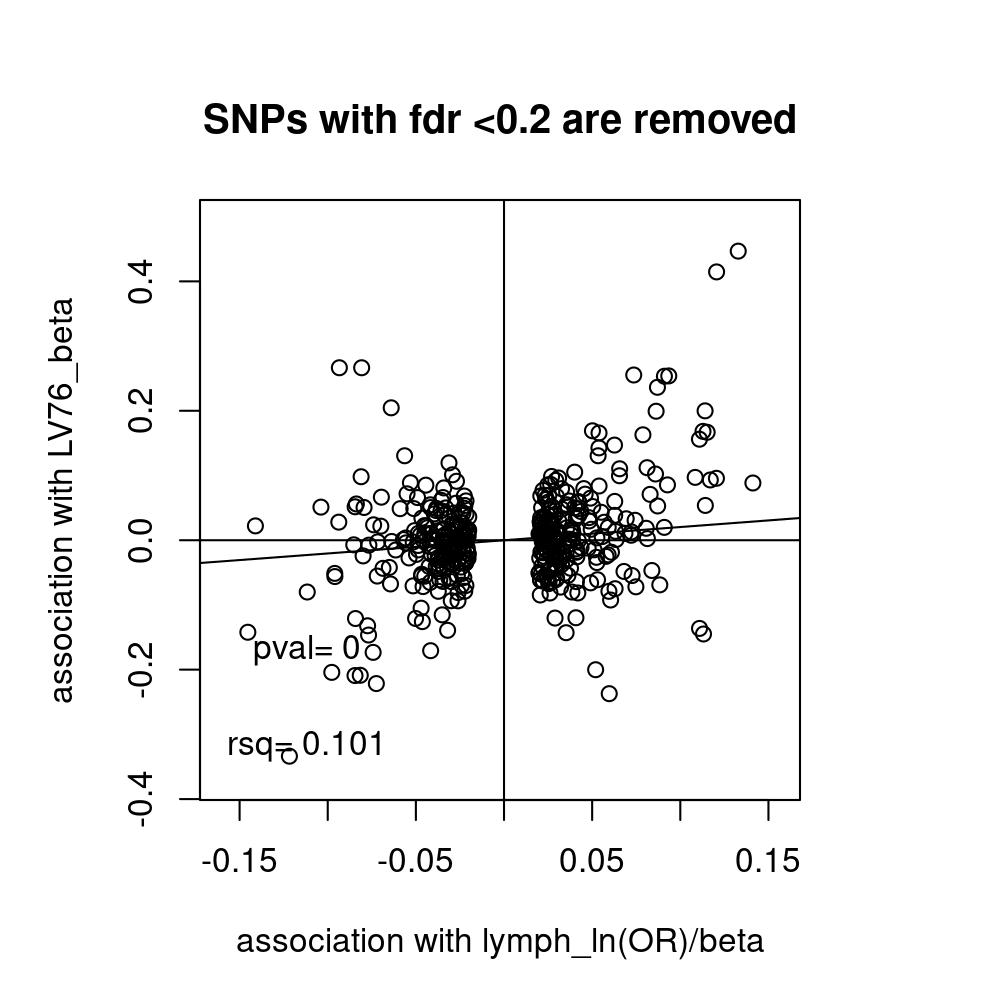 SNPs with fdr <0.2 are removed
association with LV76_beta
0.4
0.2
0.0
-0.2
-0.4
pval= 0
rsq= 0.101
-0.15 -0.05 0.05 0.15
association with lymph_ln(OR)/beta